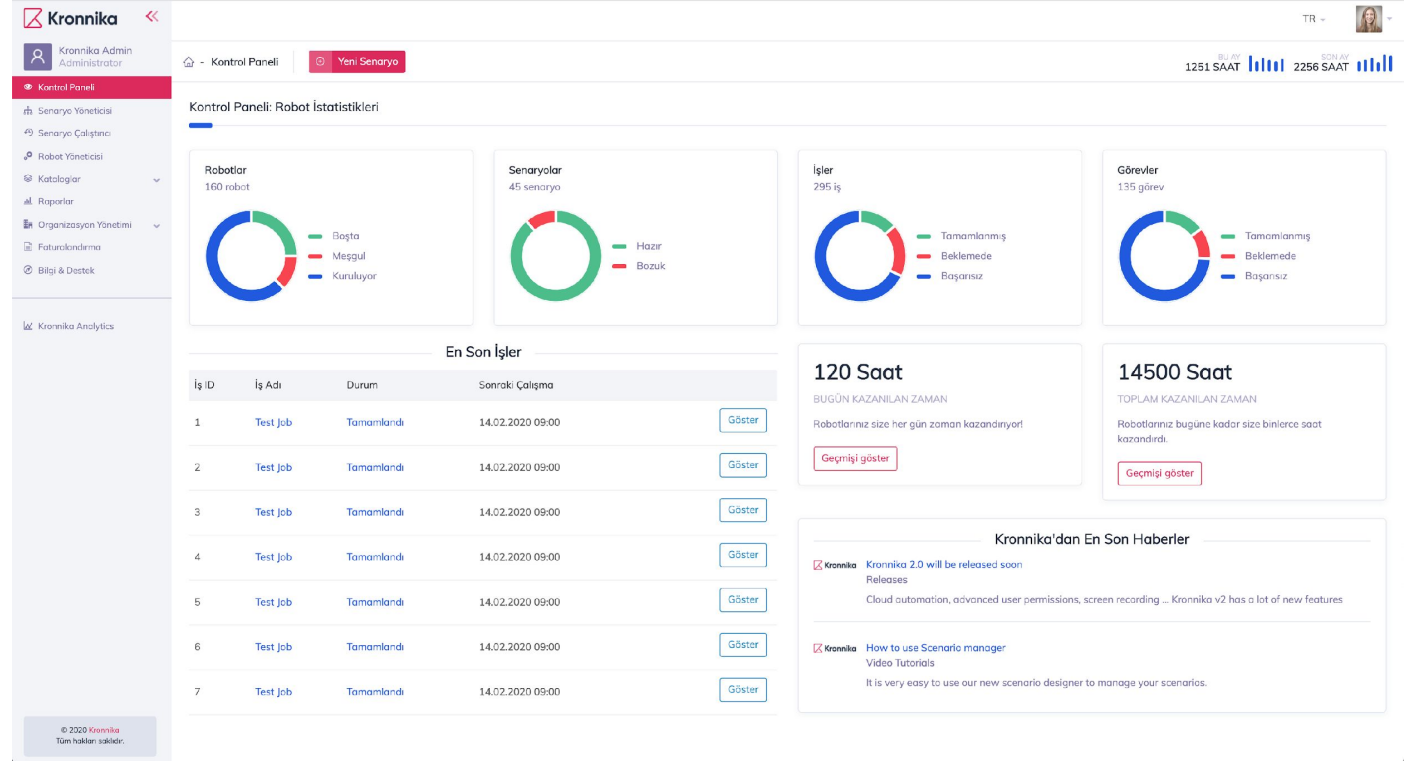 Kronnika
TR
Kronnika Admin
Administrator
Kontrol Paneli
Yeni Senaryo
BU AY
1251 SAAT
SON AY
2256 SAAT
Kontrol Paneli
Senaryo Yöneticisi
Senaryo Çalıştırıcı
Robot Yöneticisi
Kataloglar
Raporlar
Organizasyon Yönetimi
Faturalandırma
Bilgi & Destek
Kronnika Analytics
© 2020 Kronnika
Tüm hakları saklıdır.
Kontrol Paneli: Robot İstatistikleri
Robotlar
160 robot
Boşta
Meşgul
Kuruluyor
Senaryolar
45 senaryo
Hazır
Bozuk
İşler
295 iş
Tamamlanmış
Beklemede
Başarısız
Görevler
135 görev
Tamamlanmış
Beklemede
Başarısız
En Son İşler
İş ID İş Adı Durum Sonraki Çalışma
1 Test Job Tamamlandı 14.02.2020 09:00 Göster
2 Test Job Tamamlandı 14.02.2020 09:00 Göster
3 Test Job Tamamlandı 14.02.2020 09:00 Göster
4 Test Job Tamamlandı 14.02.2020 09:00 Göster
5 Test Job Tamamlandı 14.02.2020 09:00 Göster
6 Test Job Tamamlandı 14.02.2020 09:00 Göster
7 Test Job Tamamlandı 14.02.2020 09:00 Göster
120 Saat
BUGÜN KAZANILAN ZAMAN
Robotlarınız size her gün zaman kazandırıyor!
Geçmişi göster
14500 Saat
TOPLAM KAZANILAN ZAMAN
Robotlarınız bugüne kadar size binlerce saat
kazandırdı.
Geçmişi göster
Kronnika'dan En Son Haberler
Kronnika
Kronnika 2.0 will be released soon
Releases
Cloud automation, advanced user permissions, screen recording ... Kronnika v2 has a lot of new features
Kronnika
How to use Scenario manager
Video Tutorials
It is very easy to use our new scenario designer to manage your scenarios.